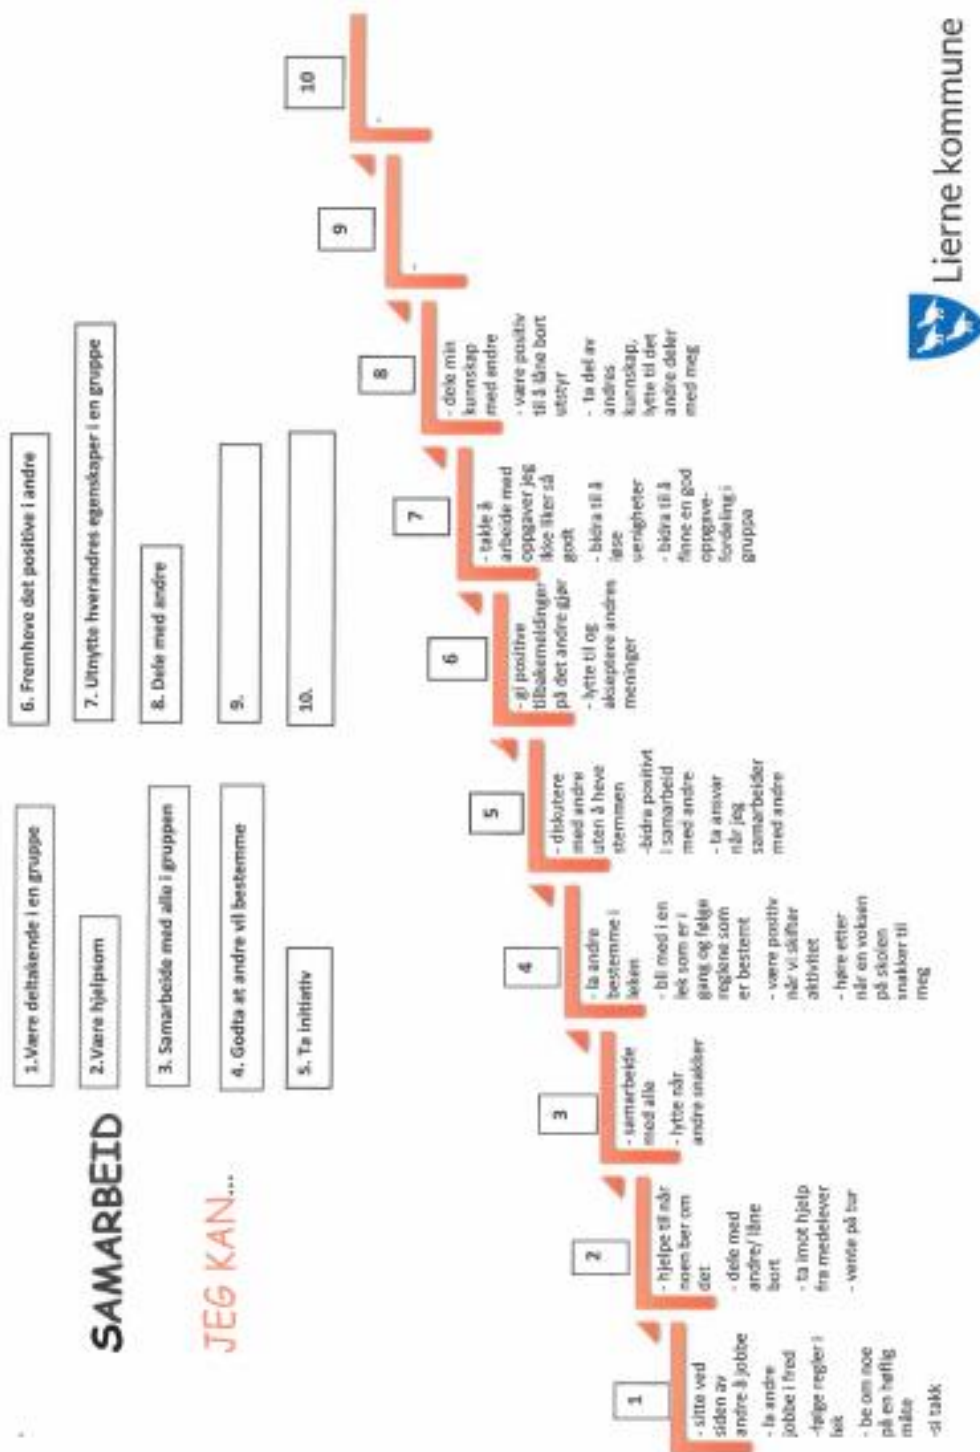 SAMARBEID
JEG KAN...
1.Være deltakende i en gruppe
2.Være hjelpsom
3. Samarbeide med alle i gruppen
4. Godta at andre vil bestemme
5. Ta initiativ
6. Fremheve det positive i andre
7. Utnytte hverandres egenskaper i en gruppe
8. Dele med andre
9.
10.
1
- sitte ved
siden av
andre å jobbe
- la andre
jobbe i fred
-følge regler i
lek
- be om noe
på en høflig
måte
-si takk
2
- hjelpe til når
noen ber om
det
- dele med
andre/ låne
bort
- ta imot hjelp
fra medelever
- vente på tur
3
- samarbeide
med alle
- lytte når
andre snakker
4
- la andre
bestemme i
leken
- bli med i en
lek som er i
gang og følge
reglene som
er bestemt
- være positiv
når vi skifter
aktivitet
- høre etter
når en voksen
på skolen
snakker til
meg
5
- diskutere
med andre
uten å heve
stemmen
-bidra positivt
i samarbeid
med andre
- ta ansvar
når jeg
samarbeider
med andre
6
- gi positive
tilbakemeldinger
på det andre gjør
- lytte til og
akseptere andres
meninger
7
- takle å
arbeide med
oppgaver jeg
ikke liker så
godt
- bidra til å
løse
uenigheter
- bidra til å
finne en god
oppgave-
fordeling i
gruppa
8
- dele min
kunnskap
med andre
- være positiv
til å låne bort
utstyr
- Ta del av
andres
kunnskap,
lytte til det
andre deler
med meg
9
-
10
-
Lierne kommune